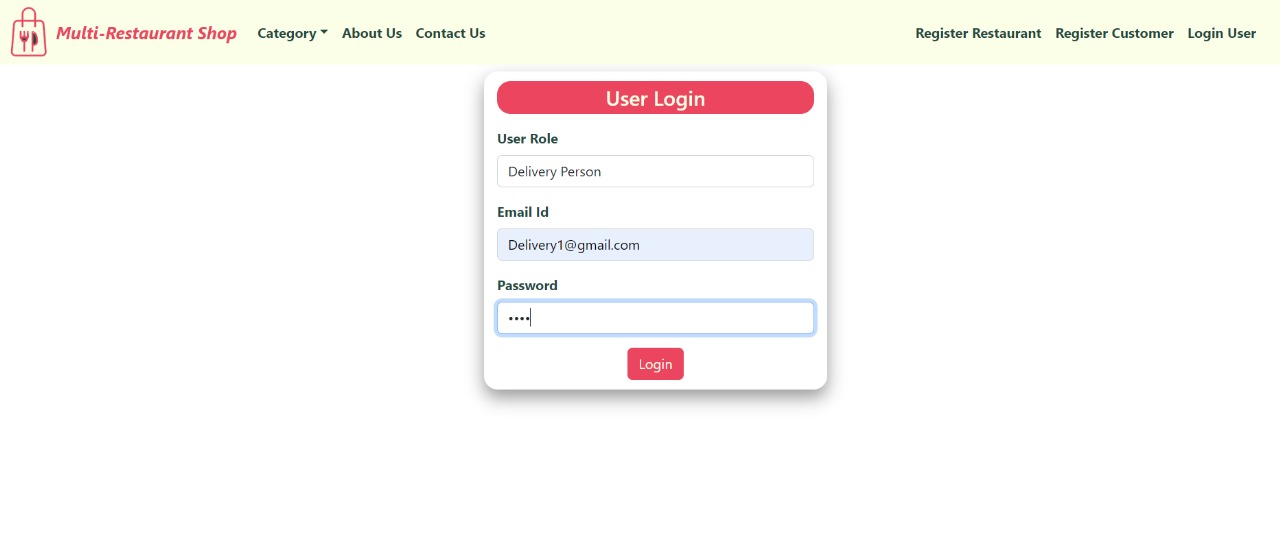 Multi-Restaurant Shop Category About Us Contact Us Register Restaurant Register Customer Login User
User Login
User Role
Delivery Person
Email Id
Delivery1@gmail.com
Password
••••
Login